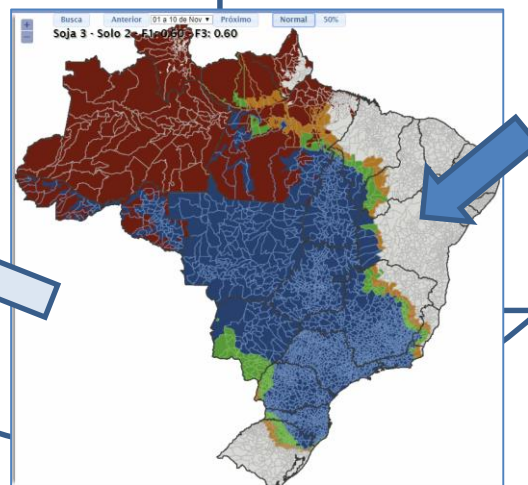 +
Busca Anterior 01 a 10 de Nov ▾ Próximo Normal 50%
−
Soja 3 - Solo 2 - F1: 0.60 - F3: 0.60